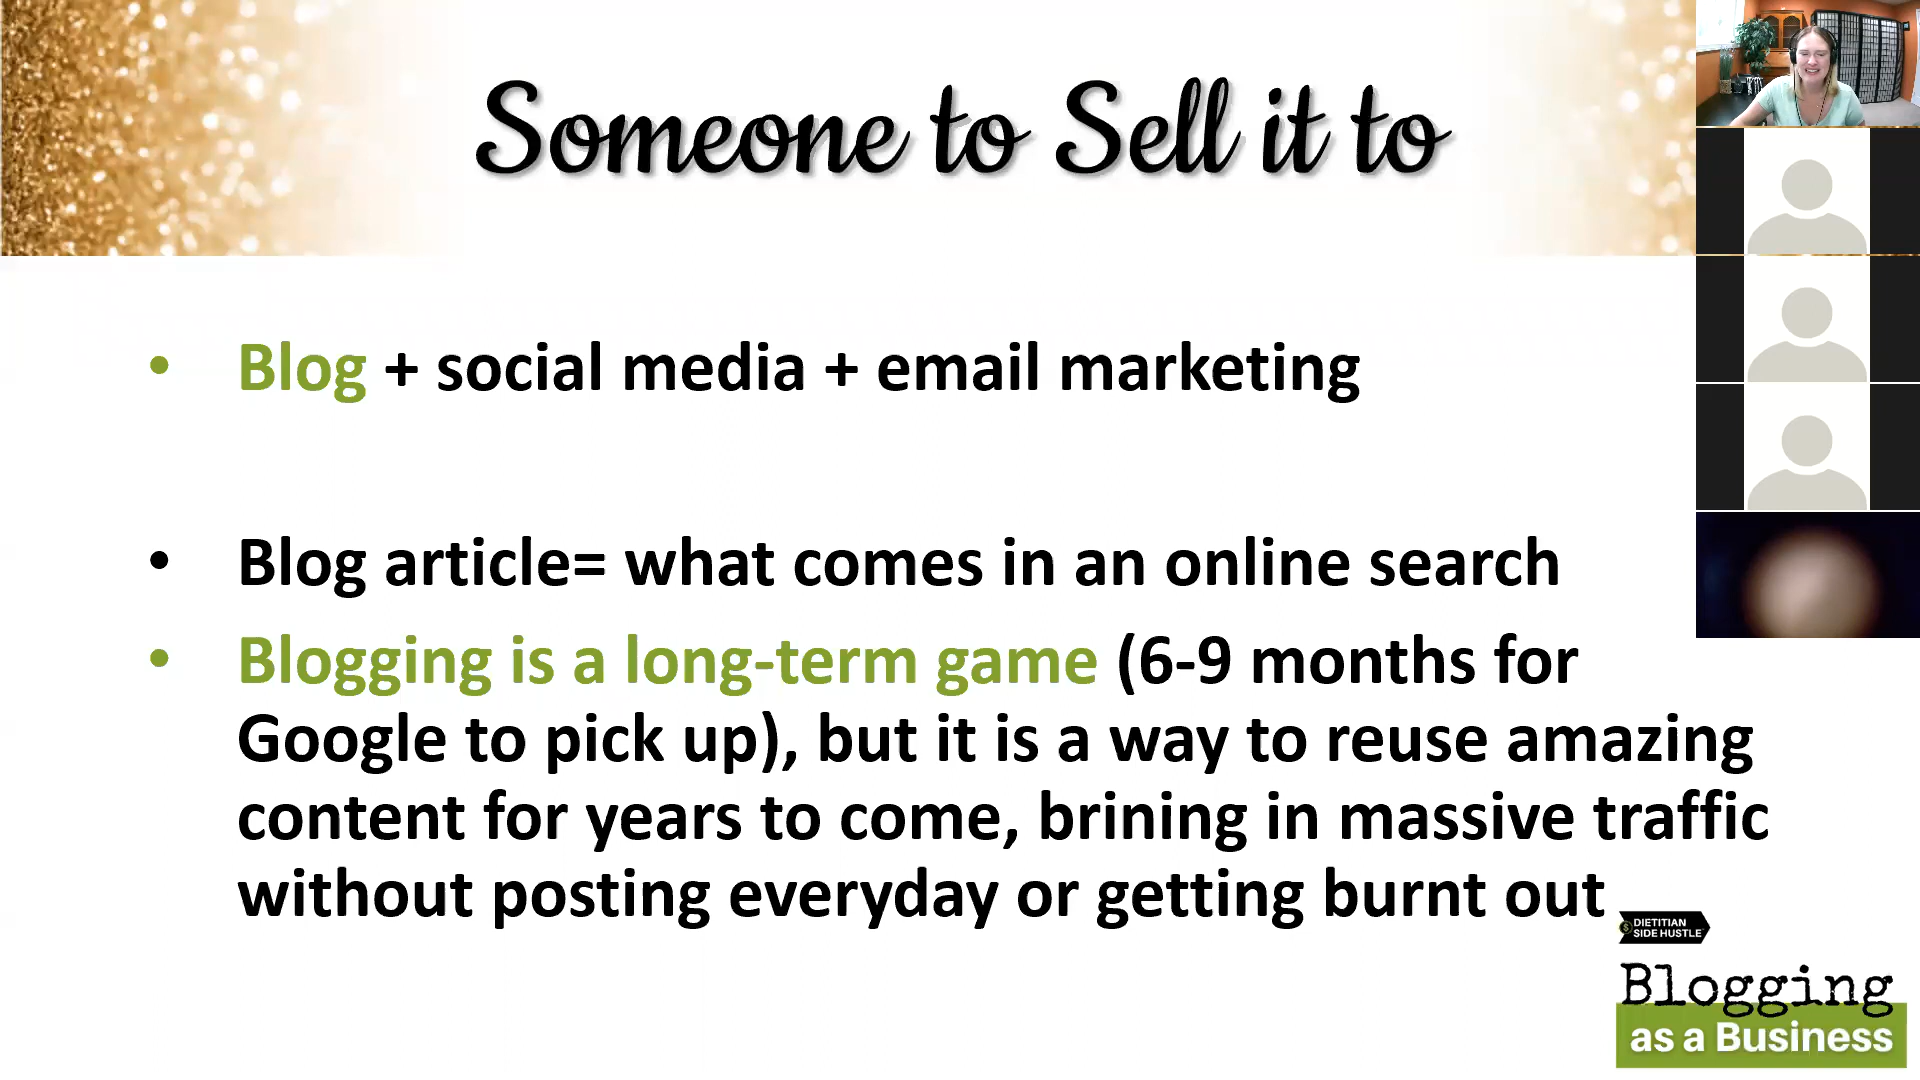 Someone to Sell it to
• Blog + social media + email marketing
• Blog article= what comes in an online search
• Blogging is a long-term game (6-9 months for
Google to pick up), but it is a way to reuse amazing
content for years to come, brining in massive traffic
without posting everyday or getting burnt out
DIETITIAN
SIDE HUSTLE
Blogging
as a Business